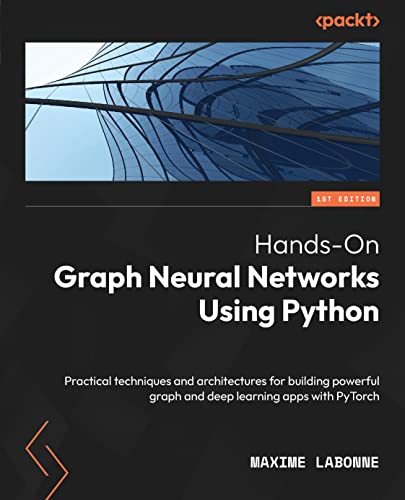 <packt>
1ST EDITION
Hands-On
Graph Neural Networks
Using Python
Practical techniques and architectures for building powerful
graph and deep learning apps with PyTorch
MAXIME LABONNE